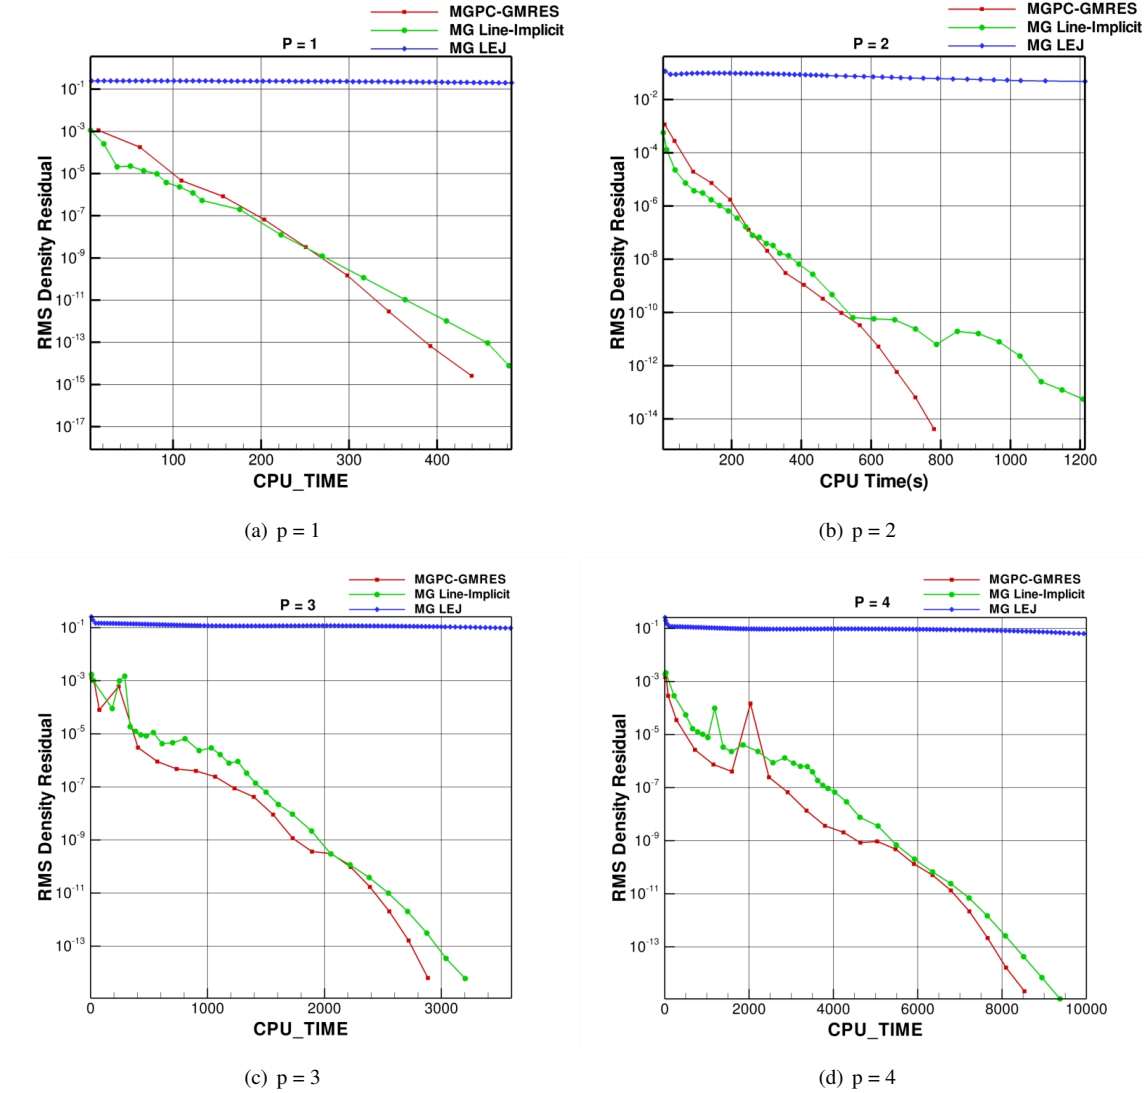 MGPC-GMRES
MG Line-Implicit
MG LEJ
P = 1
10^-1
10^-3
10^-5
10^-7
10^-9
10^-11
10^-13
10^-15
10^-17
RMS Density Residual
100 200 300 400
CPU_TIME
(a) p = 1
MGPC-GMRES
MG Line-Implicit
MG LEJ
P = 2
10^-2
10^-4
10^-6
10^-8
10^-10
10^-12
10^-14
RMS Density Residual
200 400 600 800 1000 1200
CPU Time(s)
(b) p = 2
MGPC-GMRES
MG Line-Implicit
MG LEJ
P = 3
10^-1
10^-3
10^-5
10^-7
10^-9
10^-11
10^-13
RMS Density Residual
0 1000 2000 3000
CPU_TIME
(c) p = 3
MGPC-GMRES
MG Line-Implicit
MG LEJ
P = 4
10^-1
10^-3
10^-5
10^-7
10^-9
10^-11
10^-13
RMS Density Residual
0 2000 4000 6000 8000 10000
CPU_TIME
(d) p = 4